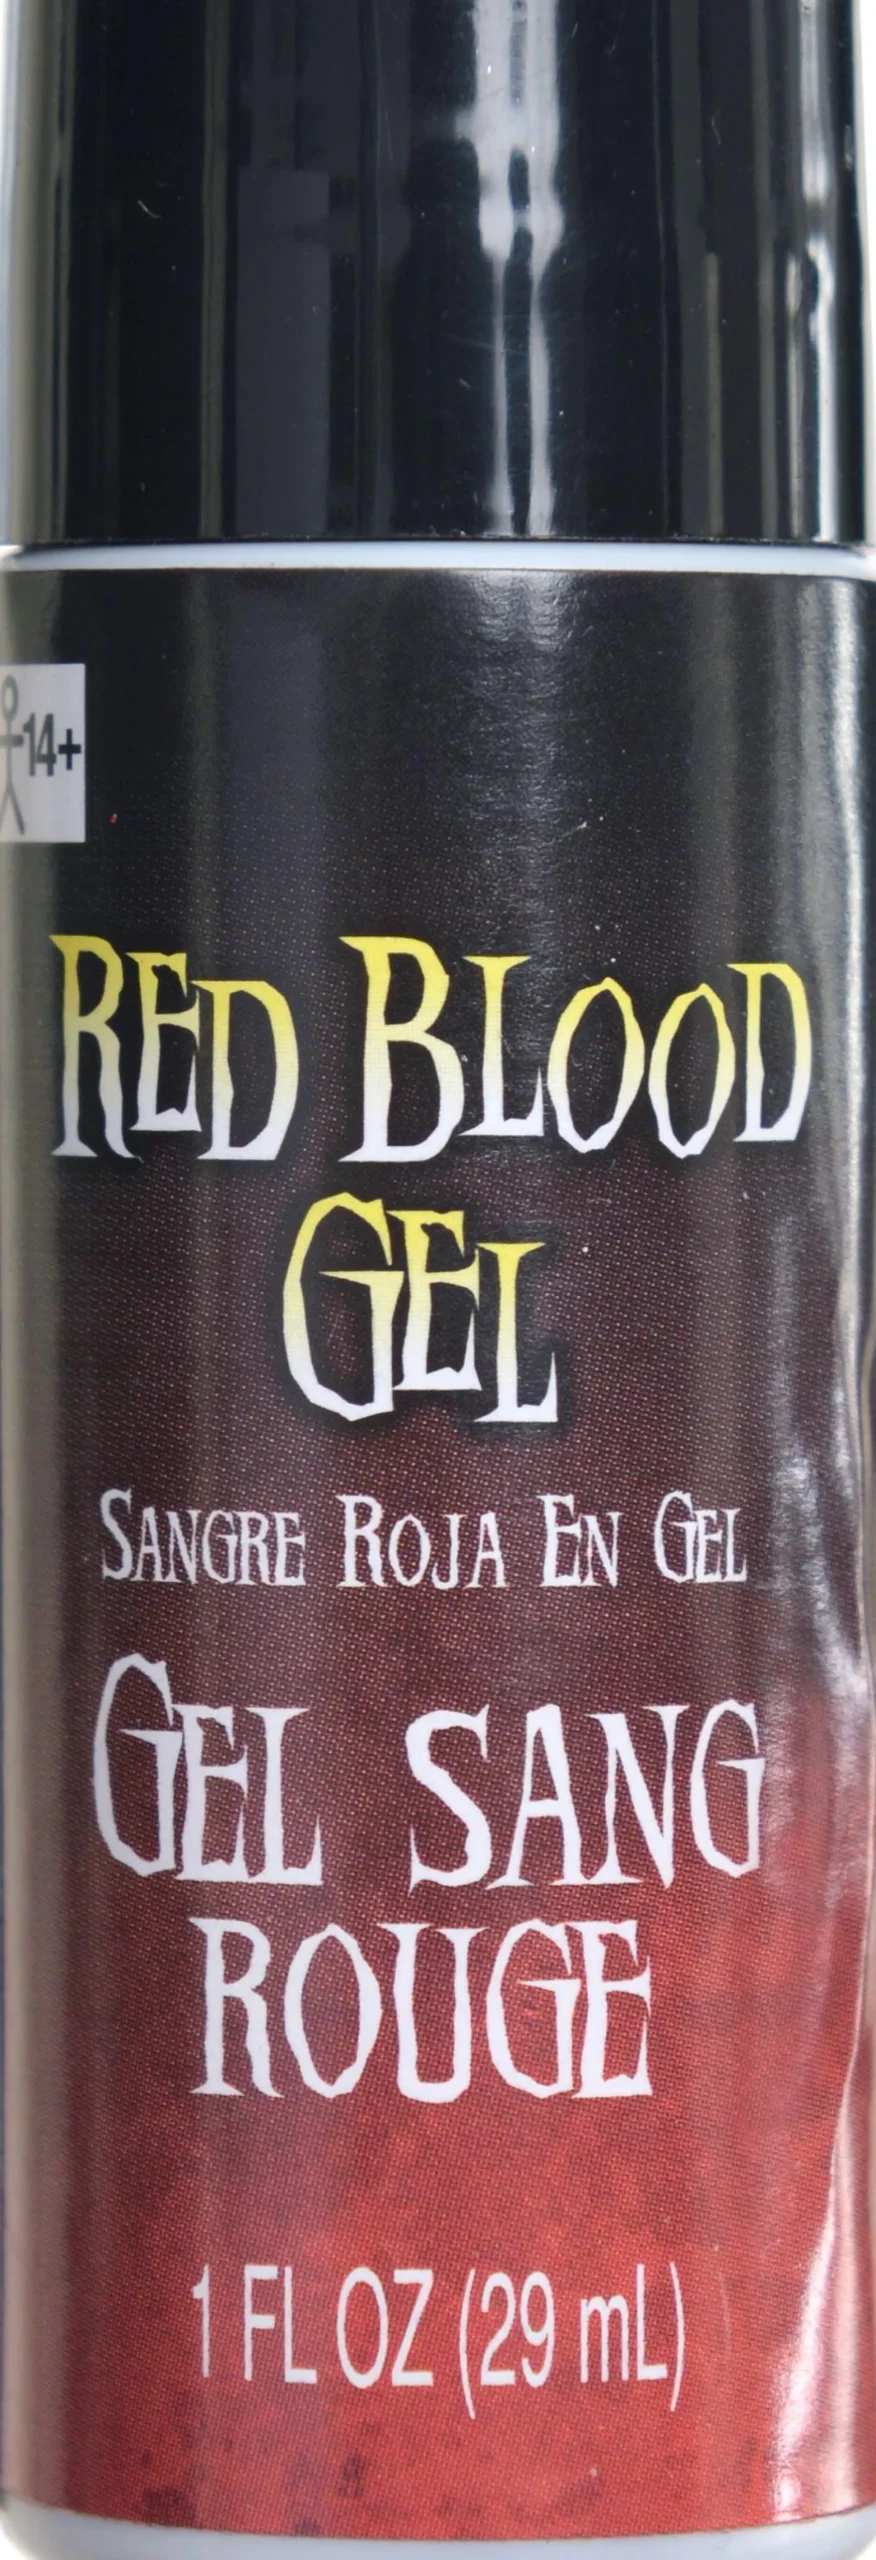 14+
RED BLOOD
GEL
SANGRE ROJA EN GEL
GEL SANG
ROUGE
1 FL OZ (29 mL)